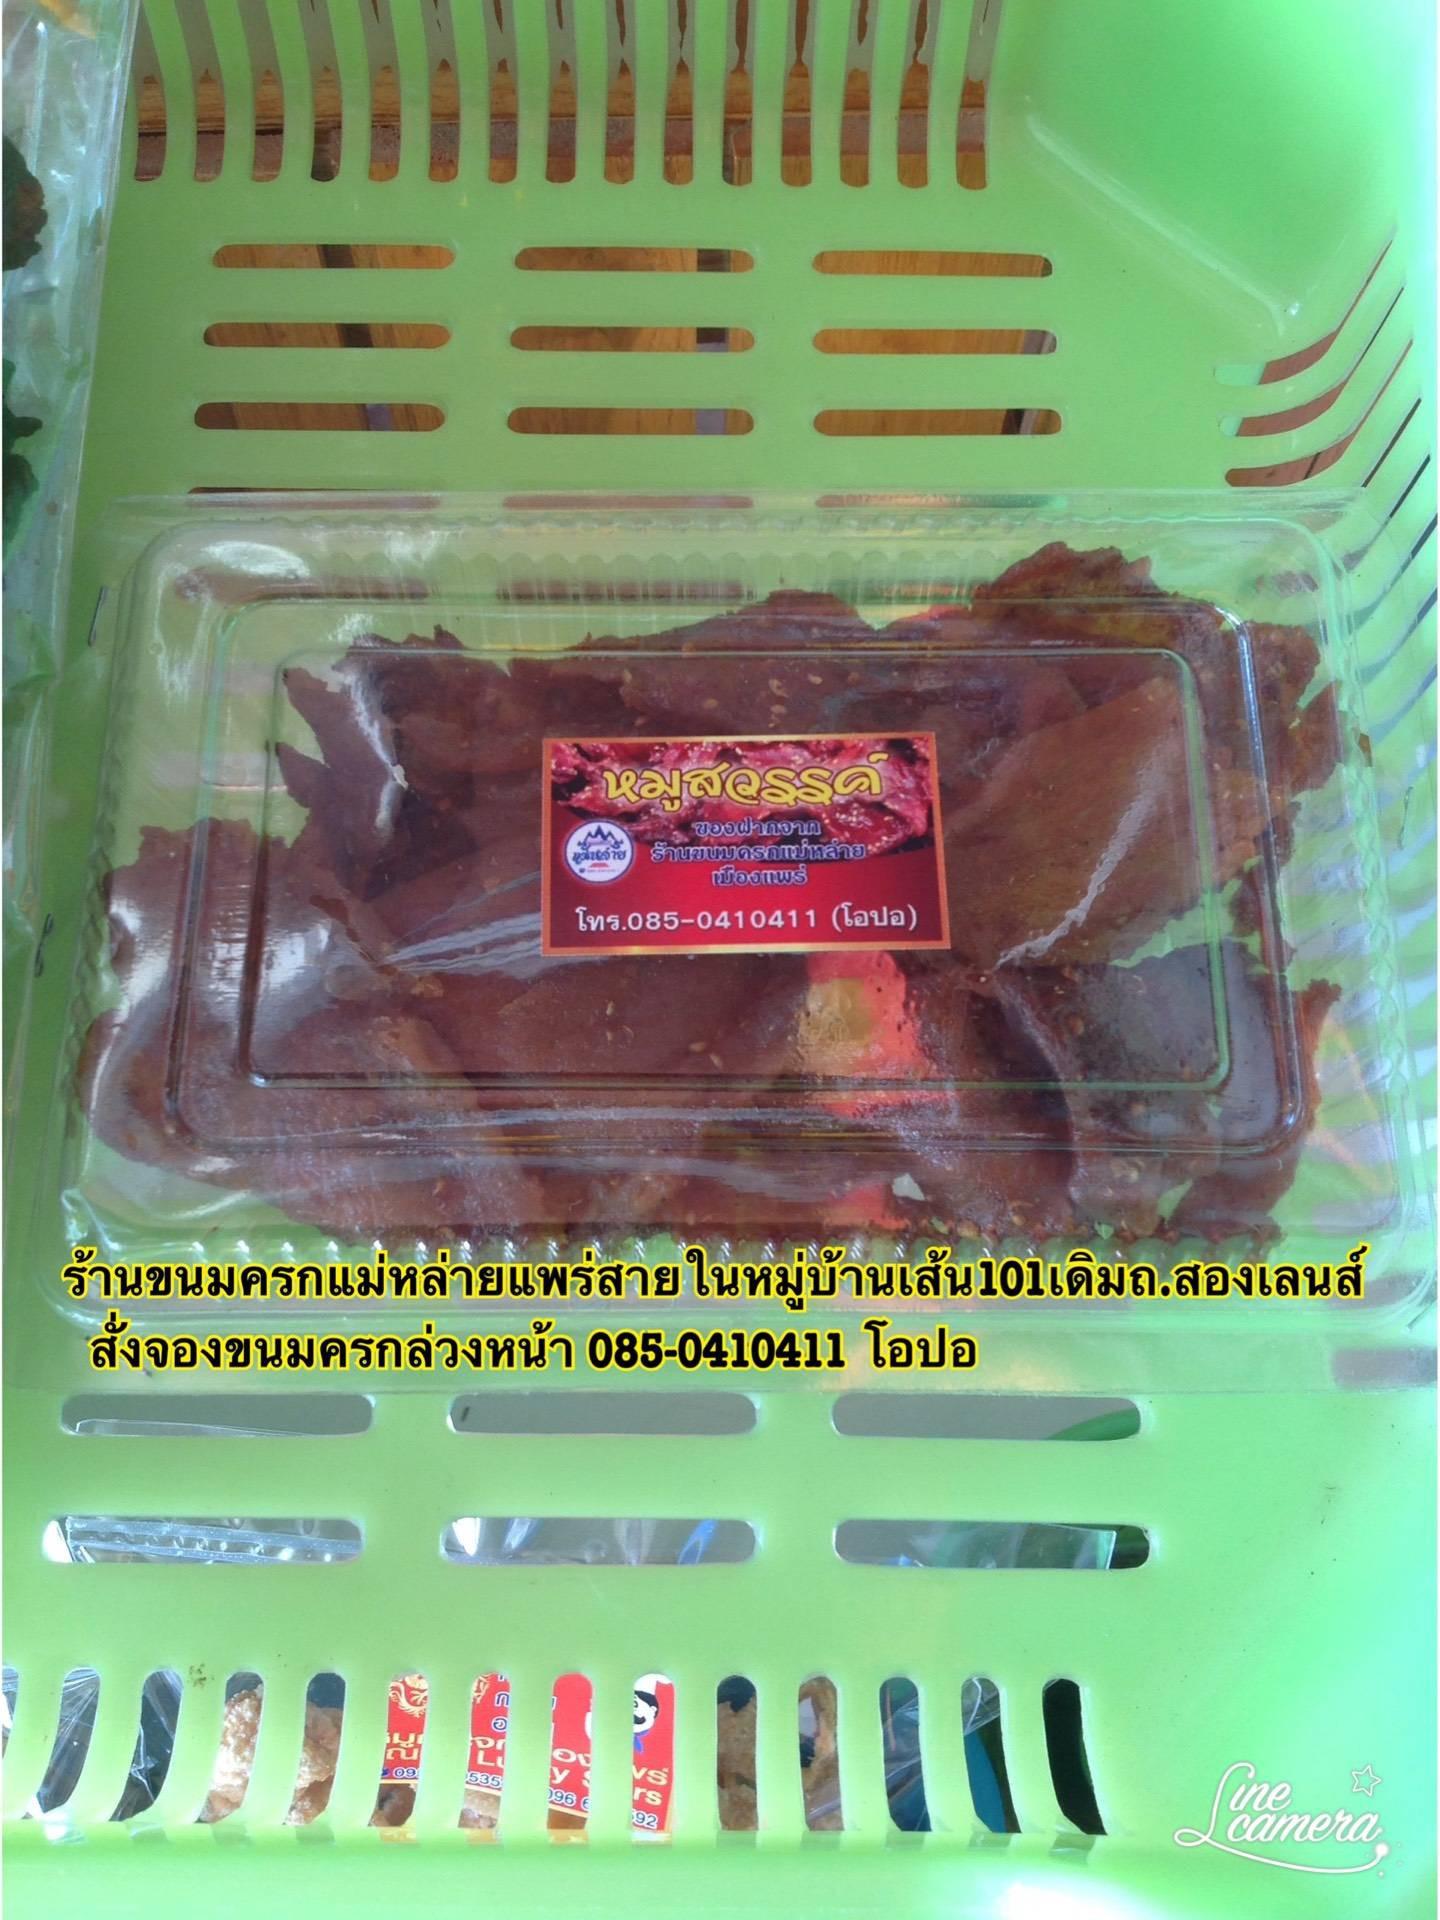 หมูสวรรค์
ของฝากจาก
ร้านขนมครกแม่หล่าย
เมืองแพร่
โทร.085-0410411 (โอปอ)
ร้านขนมครกแม่หล่ายแพร่สาย ในหมู่บ้านเส้น101เดิมถ.สองเลนส์
สั่งจองขนมครกล่วงหน้า 085-0410411 โอปอ
Line camera